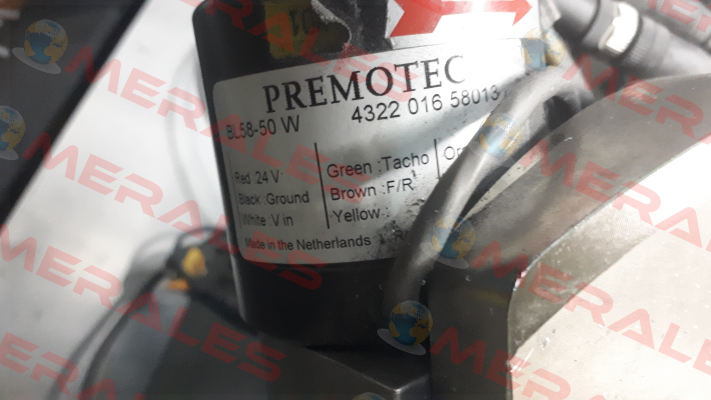 PREMOTEC
BL58-50 W 4322 016 58013
Red :24 V Green :Tacho
Black :Ground Brown :F/R
White :V in Yellow :
Made in the Netherlands
MERALES
MERALES
MERALES
MERALES
MERALES